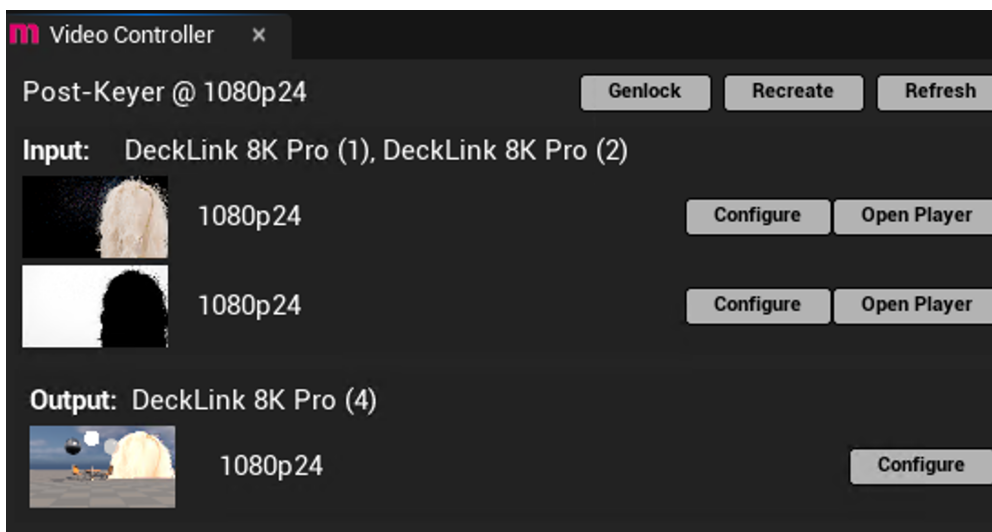 m Video Controller ×
Post-Keyer @ 1080p24 Genlock Recreate Refresh
Input: DeckLink 8K Pro (1), DeckLink 8K Pro (2)
1080p24 Configure Open Player
1080p24 Configure Open Player
Output: DeckLink 8K Pro (4)
1080p24 Configure